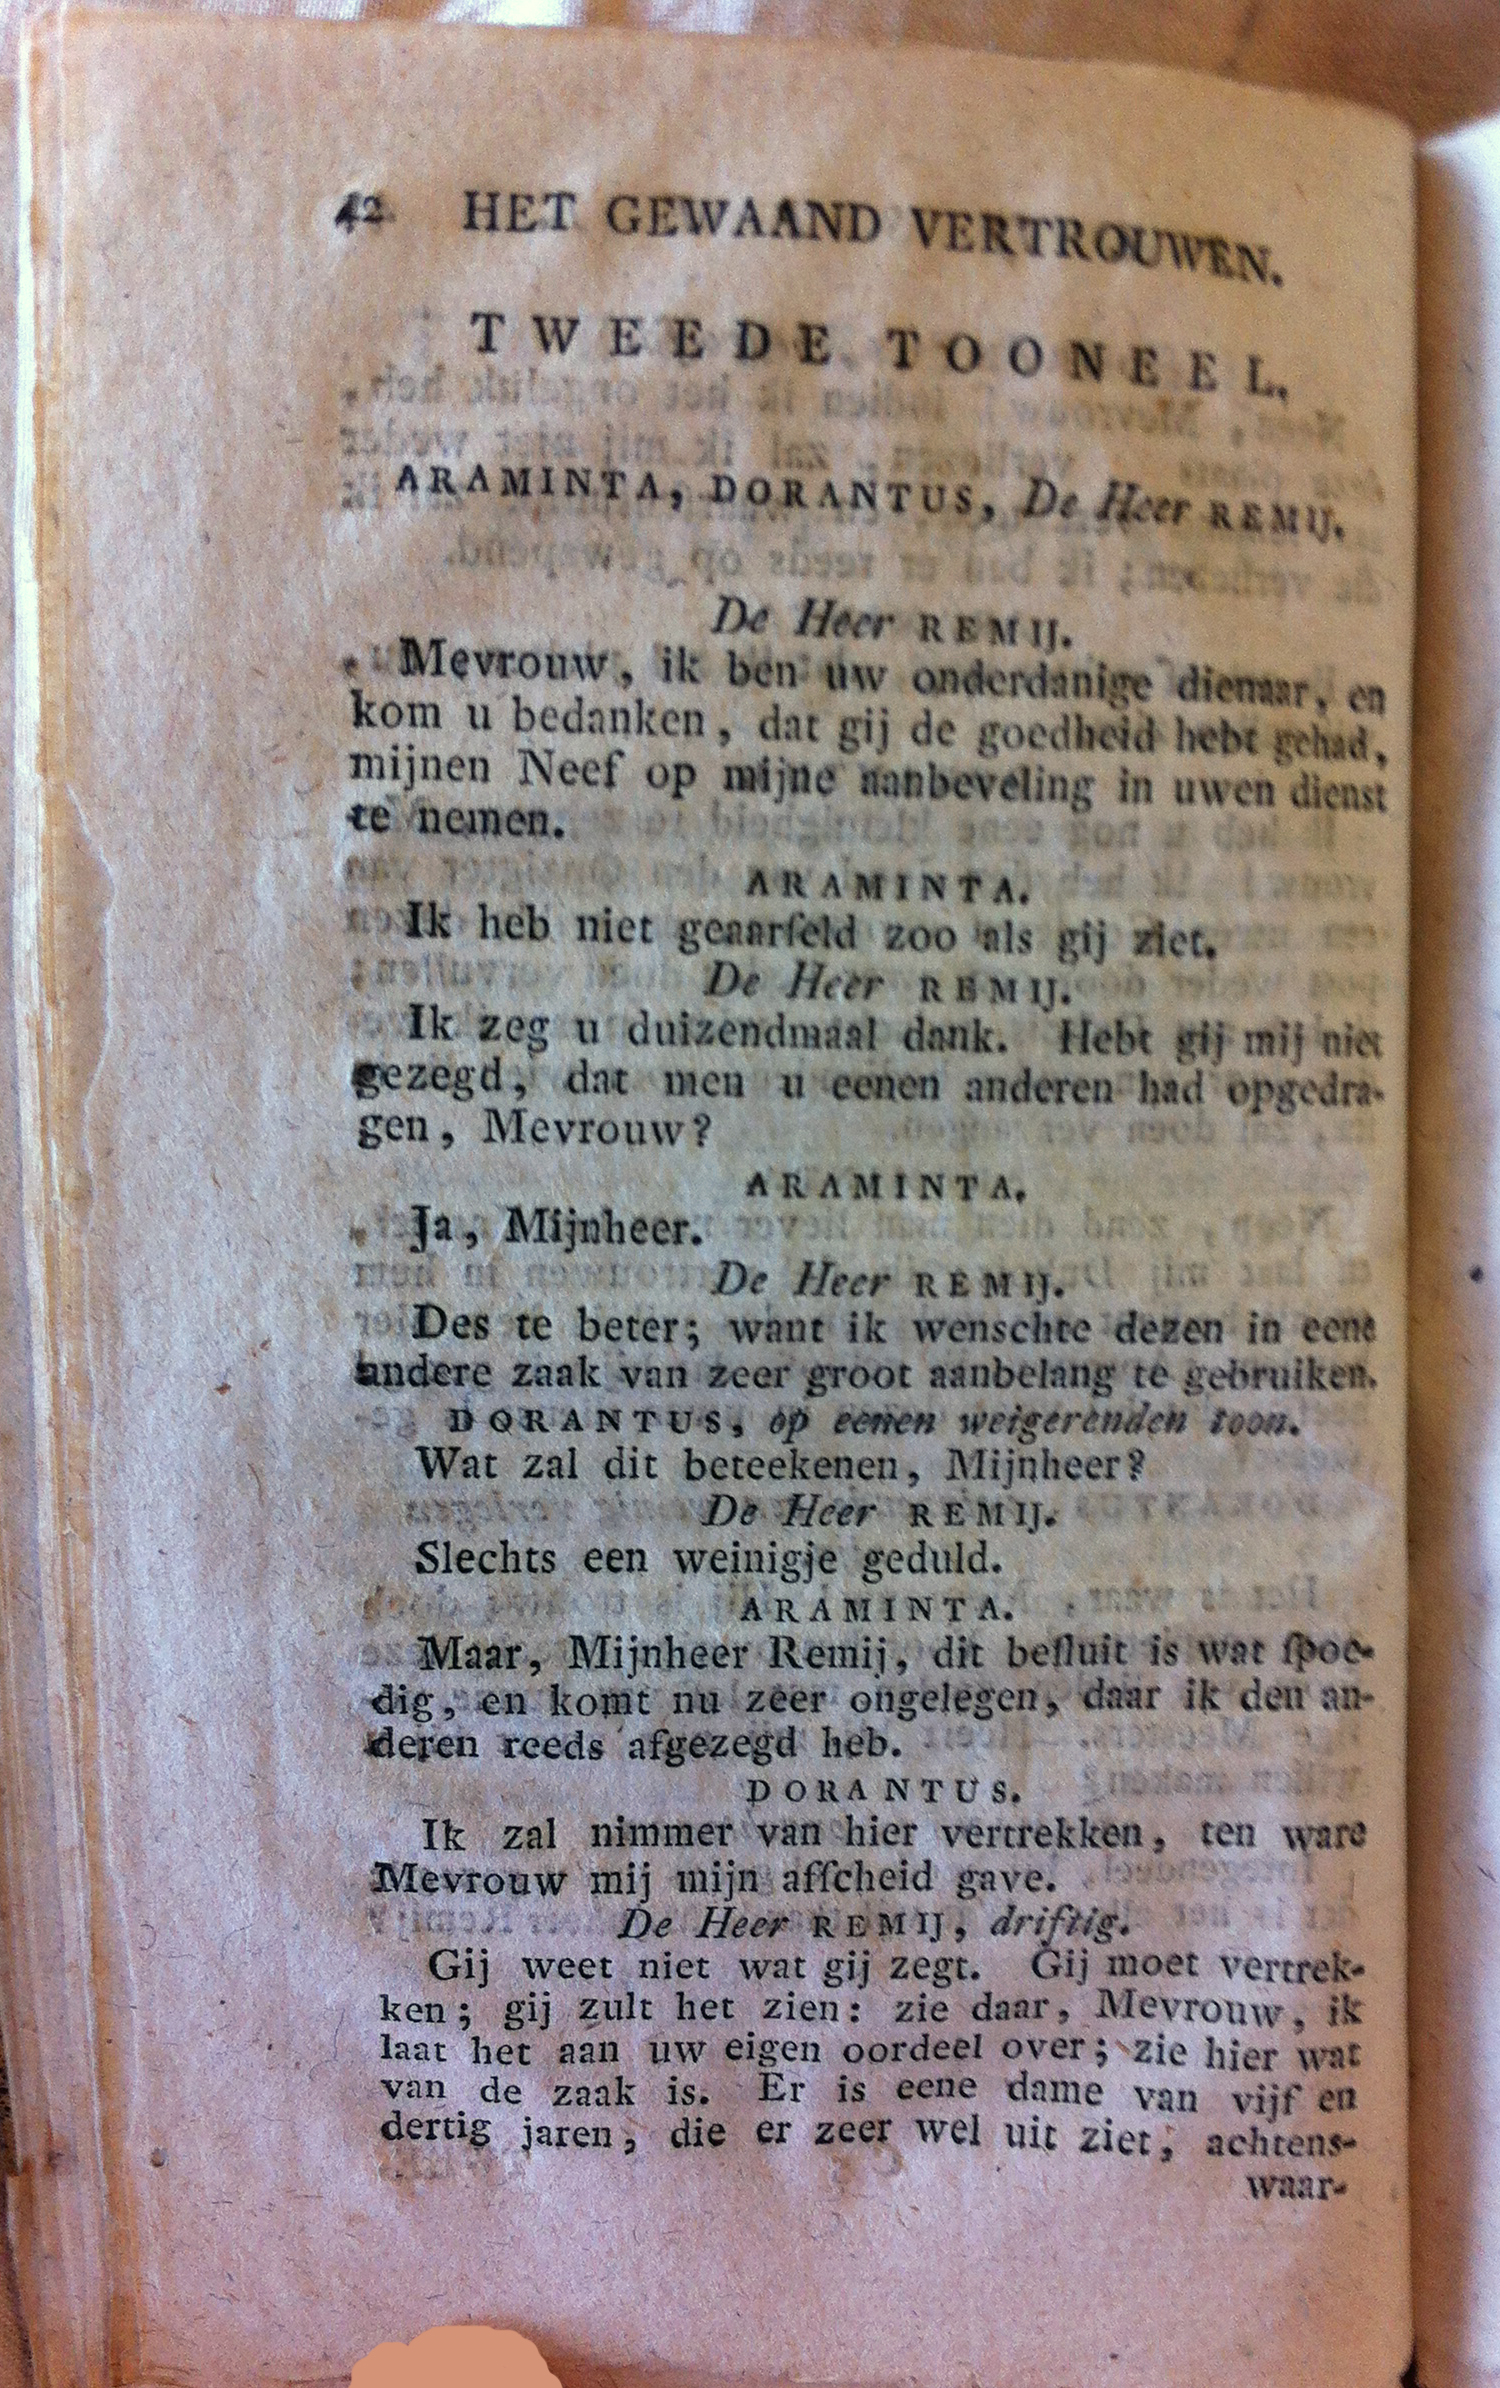 42 HET GEWAAND VERTROUWEN.
TWEEDE TOONEEL.
ARAMINTA, DORANTUS, De Heer REMIJ.
De Heer REMIJ.
Mevrouw, ik ben uw onderdanige dienaar, en
kom u bedanken, dat gij de goedheid hebt gehad,
mijnen Neef op mijne aanbeveling in uwen dienst
te nemen.
ARAMINTA.
Ik heb niet geaarſeld zoo als gij ziet.
De Heer REMIJ.
Ik zeg u duizendmaal dank. Hebt gij mij niet
gezegd, dat men u eenen anderen had opgedra-
gen, Mevrouw?
ARAMINTA.
Ja, Mijnheer.
De Heer REMIJ.
Des te beter; want ik wenschte dezen in eene
andere zaak van zeer groot aanbelang te gebruiken.
DORANTUS, op eenen weigerenden toon.
Wat zal dit beteekenen, Mijnheer?
De Heer REMIJ.
Slechts een weinigje geduld.
ARAMINTA.
Maar, Mijnheer Remij, dit beſluit is wat ſpoe-
dig, en komt nu zeer ongelegen, daar ik den an-
deren reeds afgezegd heb.
DORANTUS.
Ik zal nimmer van hier vertrekken, ten ware
Mevrouw mij mijn afſcheid gave.
De Heer REMIJ, driftig.
Gij weet niet wat gij zegt. Gij moet vertrek-
ken; gij zult het zien: zie daar, Mevrouw, ik
laat het aan uw eigen oordeel over; zie hier wat
van de zaak is. Er is eene dame van vijf en
dertig jaren, die er zeer wel uit ziet, achtens-
waar-